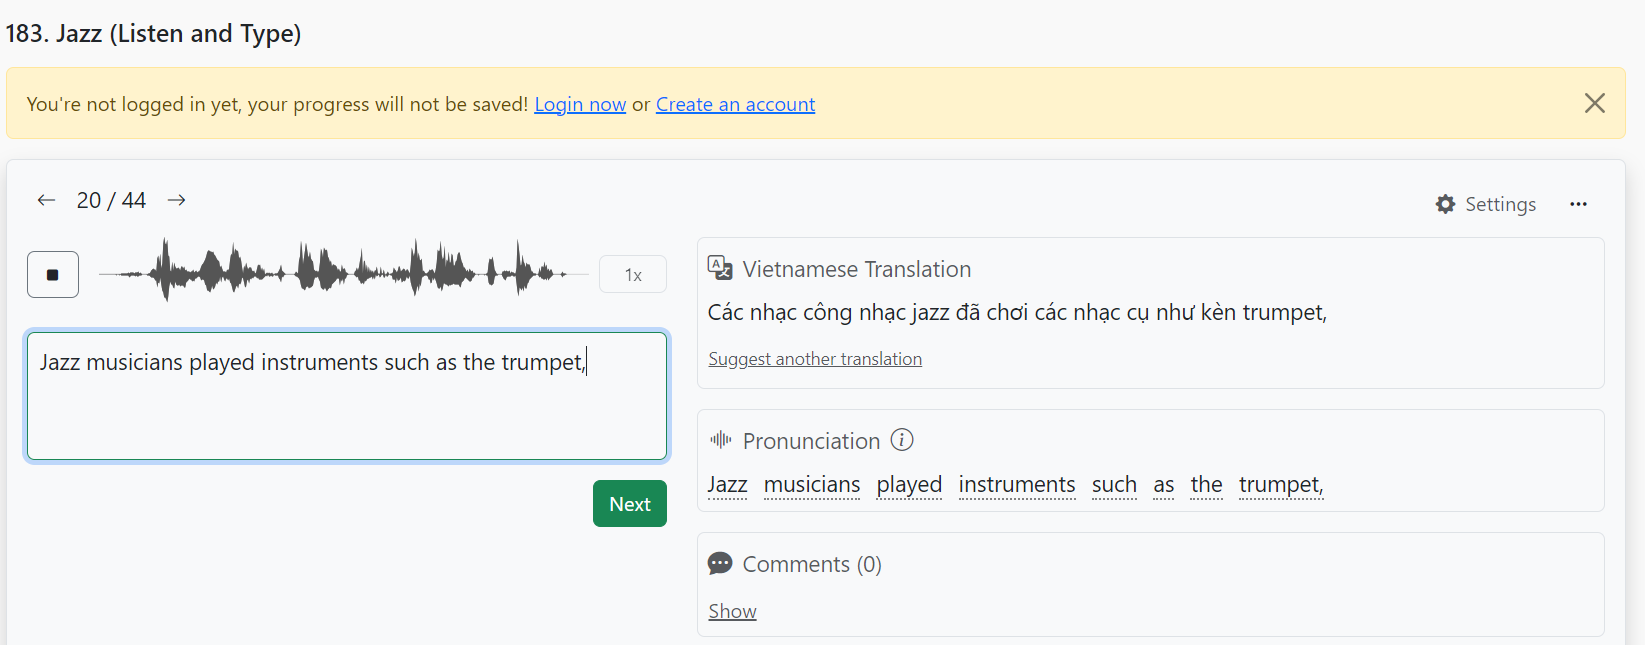 183. Jazz (Listen and Type)
You're not logged in yet, your progress will not be saved! Login now or Create an account
20 / 44
Settings
1x
Jazz musicians played instruments such as the trumpet,
Next
Vietnamese Translation
Các nhạc công nhạc jazz đã chơi các nhạc cụ như kèn trumpet,
Suggest another translation
Pronunciation
Jazz musicians played instruments such as the trumpet,
Comments (0)
Show